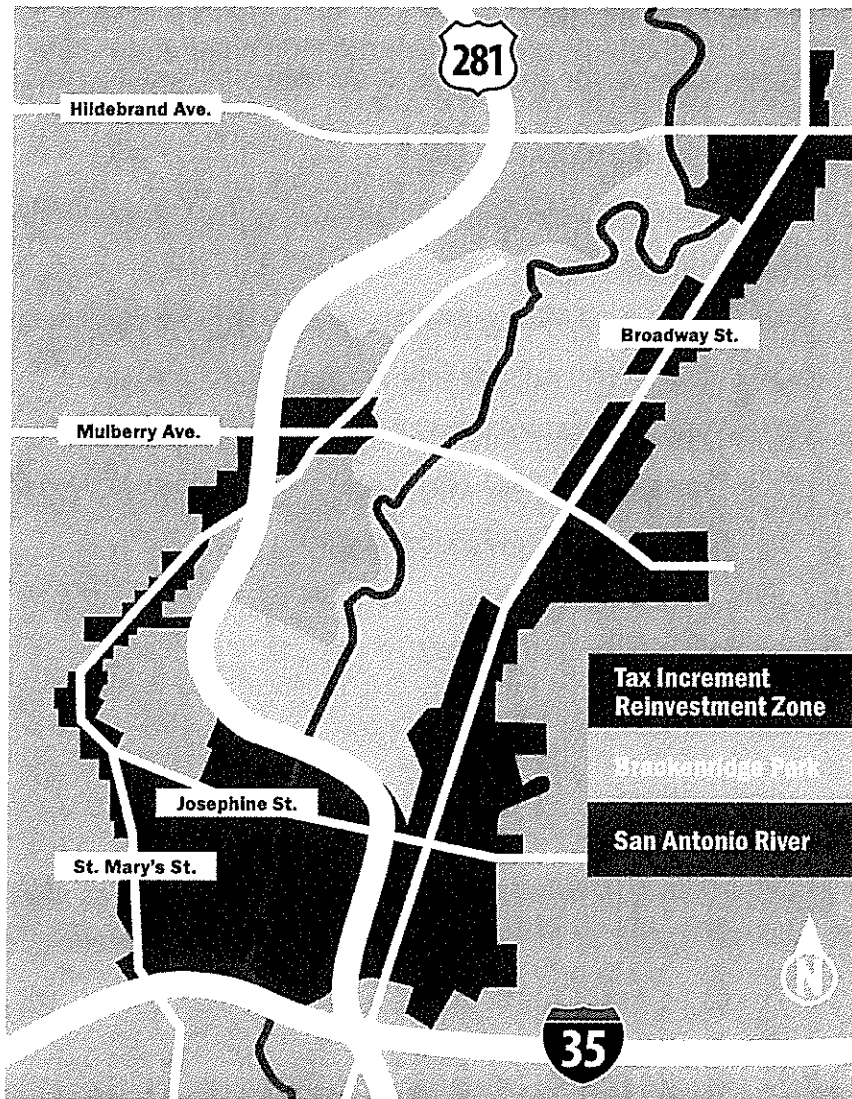 281
Hildebrand Ave.
Broadway St.
Mulberry Ave.
Tax Increment
Reinvestment Zone
Brackenridge Park
Josephine St.
San Antonio River
St. Mary's St.
N
35